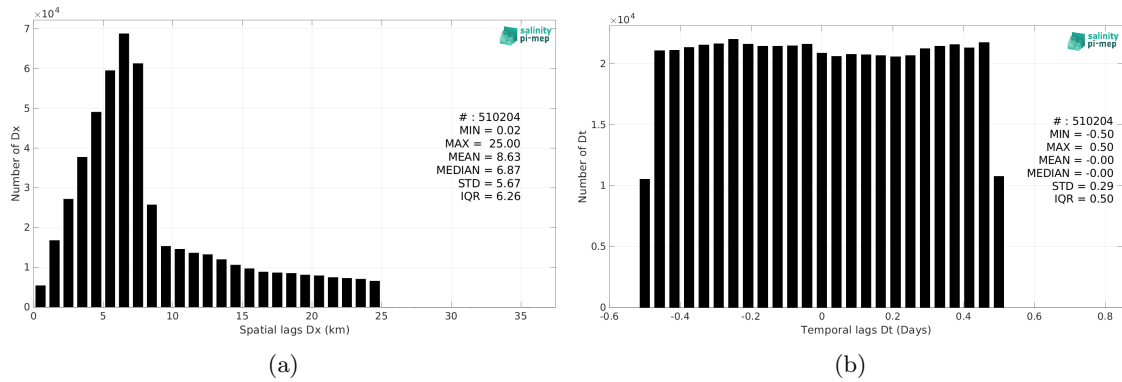 ×10⁴
7
6
5
4
3
2
1
0
Number of Dx
0 5 10 15 20 25 30 35
Spatial lags Dx (km)
salinity
pi-mep
# : 510204
MIN = 0.02
MAX = 25.00
MEAN = 8.63
MEDIAN = 6.87
STD = 5.67
IQR = 6.26
(a)
×10⁴
2
1.5
1
0.5
0
Number of Dt
-0.6 -0.4 -0.2 0 0.2 0.4 0.6 0.8
Temporal lags Dt (Days)
salinity
pi-mep
# : 510204
MIN = -0.50
MAX = 0.50
MEAN = -0.00
MEDIAN = -0.00
STD = 0.29
IQR = 0.50
(b)